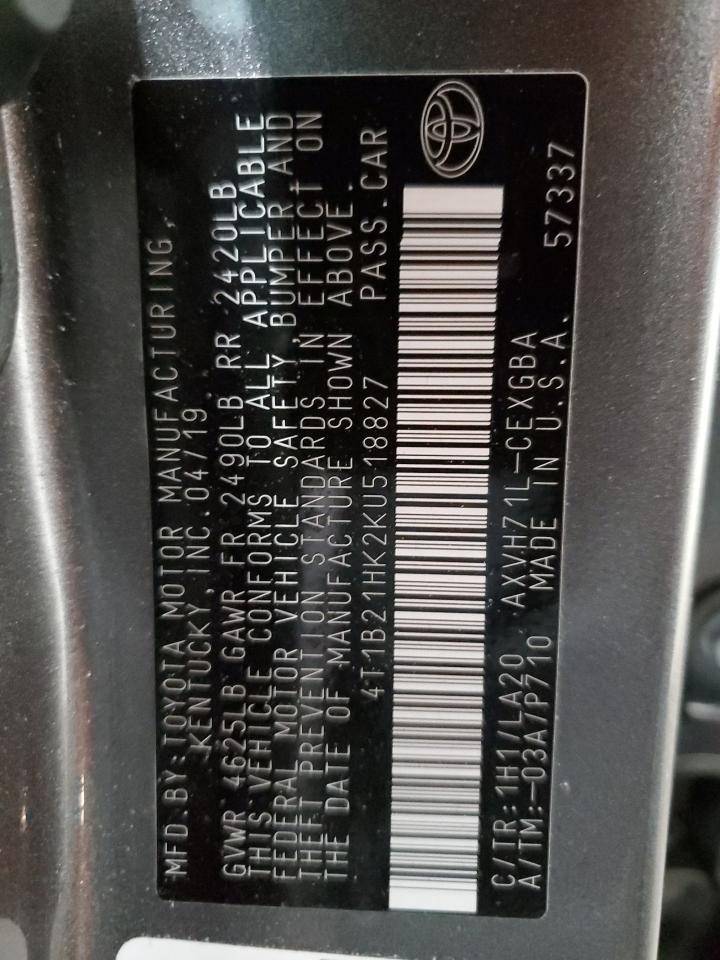 MFD.BY:TOYOTA MOTOR MANUFACTURING,
KENTUCKY, INC.04/19
GVWR 4625LB GAWR FR 2490LB RR 2420LB
THIS VEHICLE CONFORMS TO ALL APPLICABLE
FEDERAL MOTOR VEHICLE SAFETY BUMPER,AND
THEFT PREVENTION STANDARDS IN EFFECT ON
THE DATE OF MANUFACTURE SHOWN ABOVE.
4T1B21HK2KU518827 PASS.CAR
C/TR:1H1/LA20 AXVH71L-CEXGBA
A/TM:-03A/P710 MADE IN U.S.A. 57337